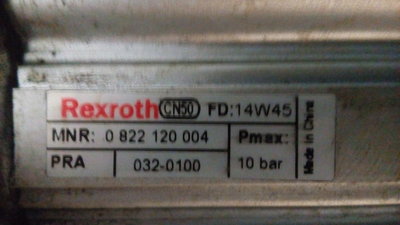 Rexroth CN50 FD:14W45
MNR: 0 822 120 004 Pmax:
PRA 032-0100 10 bar
Made in China